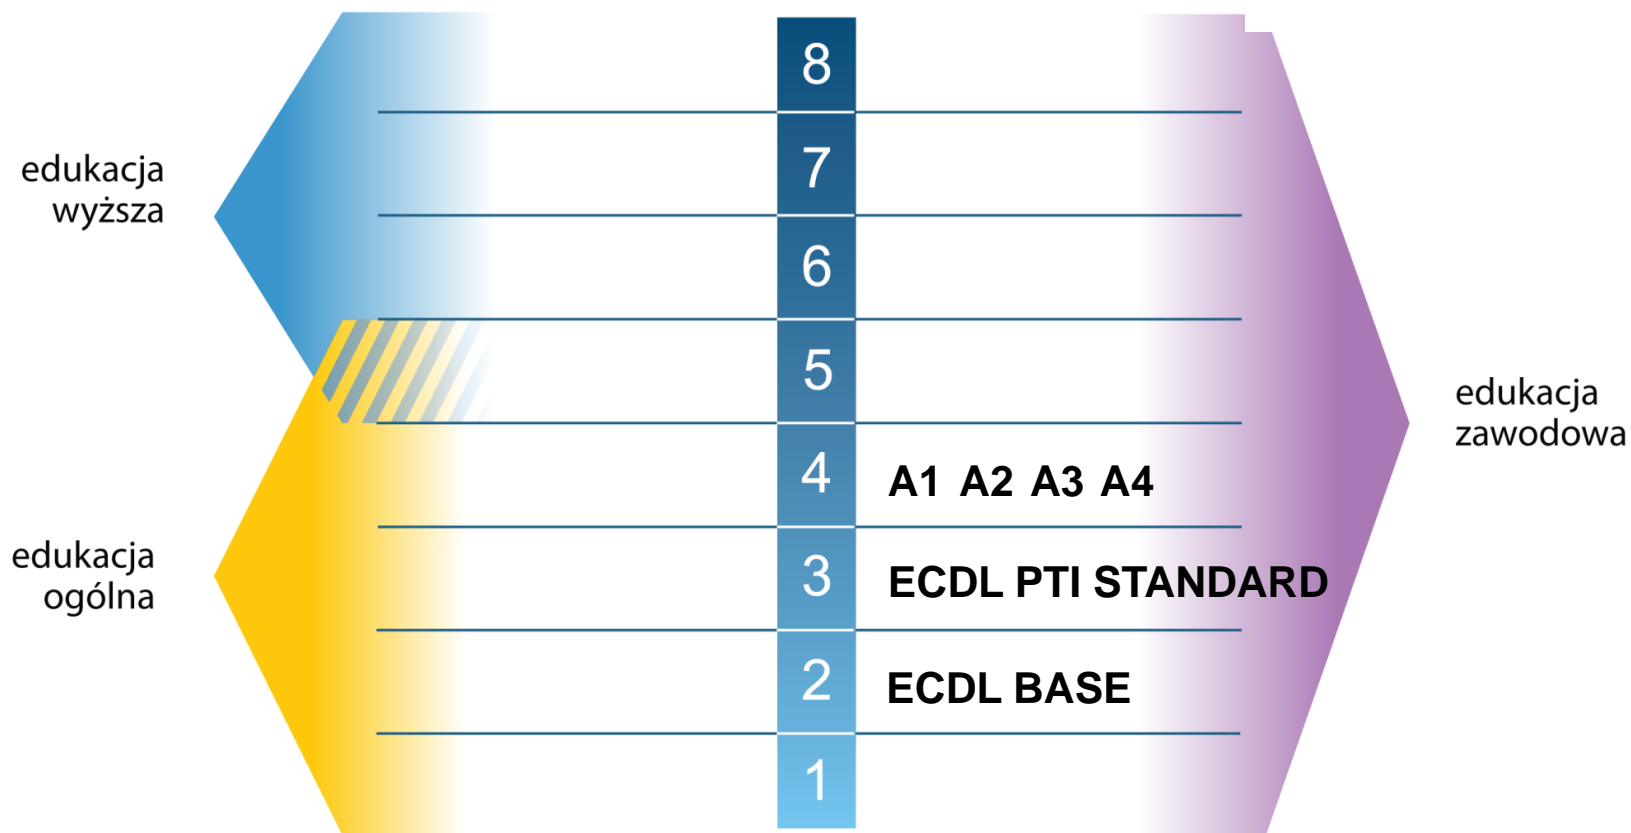 8
7
edukacja
wyższa
6
5
edukacja
zawodowa
4 A1 A2 A3 A4
edukacja
ogólna
3 ECDL PTI STANDARD
2 ECDL BASE
1